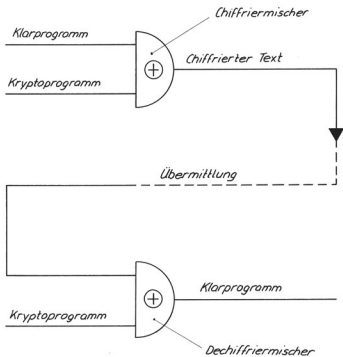 Chiffriermischer
Klarprogramm
Chiffrierter Text
Kryptoprogramm
Übermittlung
Klarprogramm
Kryptoprogramm
Dechiffriermischer